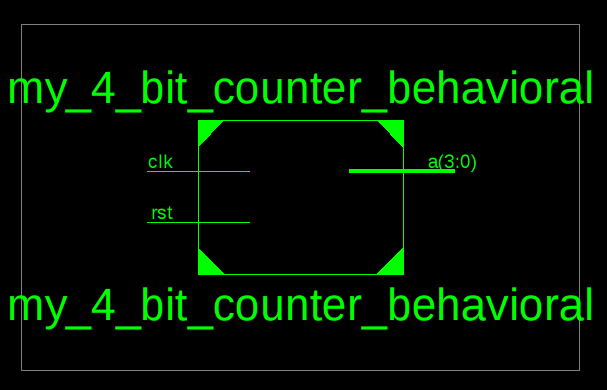 my_4_bit_counter_behavioral
clk
a(3:0)
rst
my_4_bit_counter_behavioral